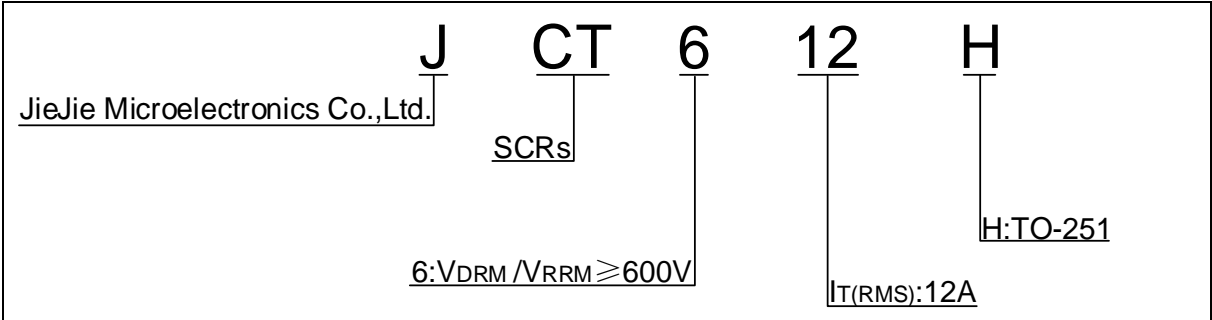 J CT 6 12 H
JieJie Microelectronics Co.,Ltd.
SCRs
H:TO-251
6:VDRM /VRRM≥600V
IT(RMS):12A